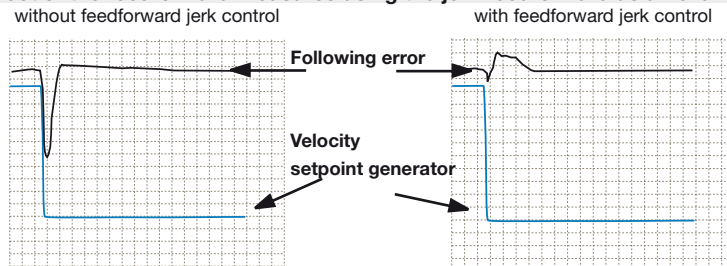 without feedforward jerk control
with feedforward jerk control
Following error
Velocity
setpoint generator